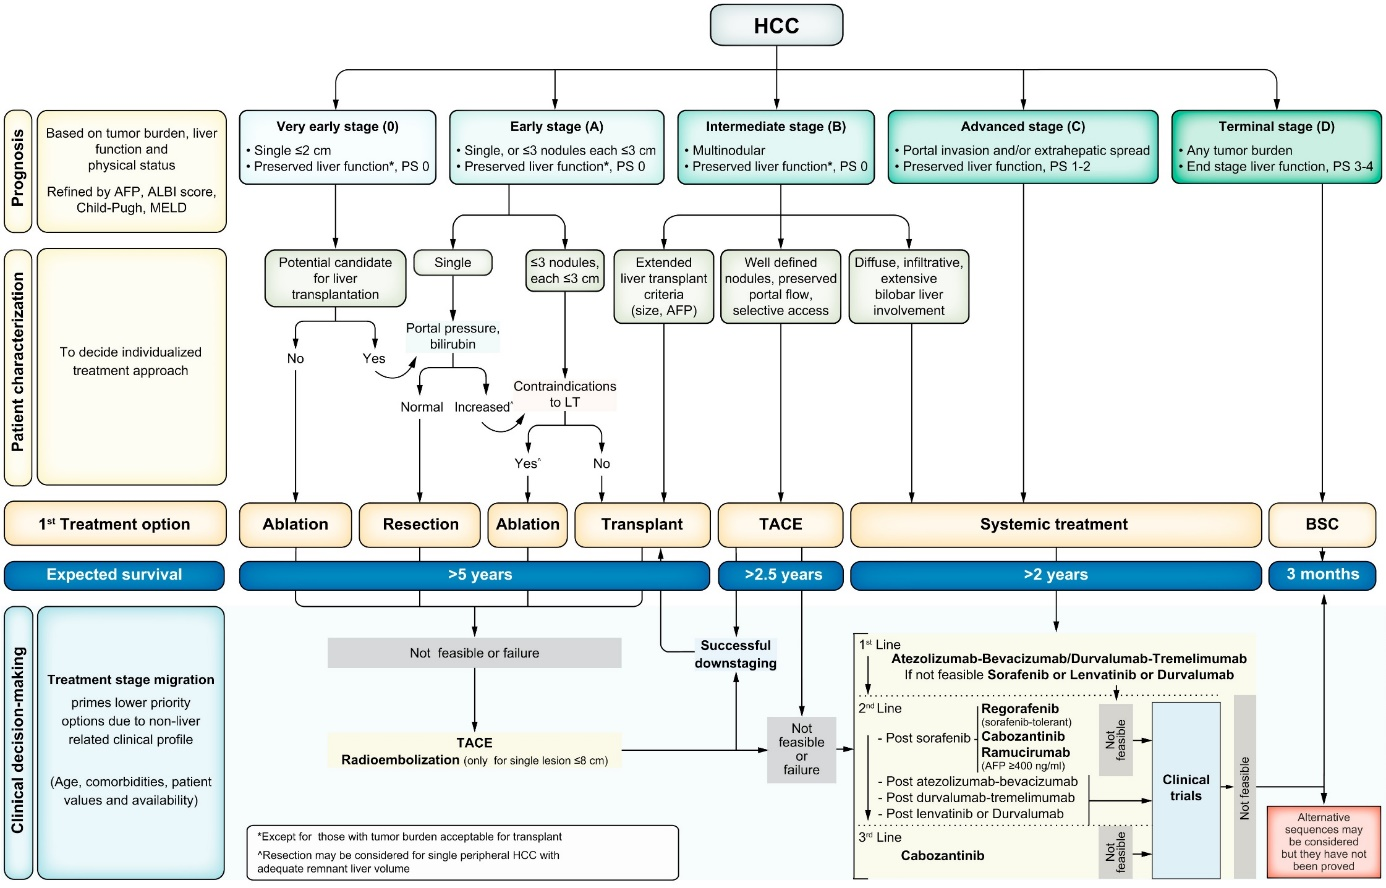 HCC
Prognosis
Based on tumor burden, liver
function and
physical status
Refined by AFP, ALBI score,
Child-Pugh, MELD
Very early stage (0)
• Single ≤2 cm
• Preserved liver function*, PS 0
Early stage (A)
• Single, or ≤3 nodules each ≤3 cm
• Preserved liver function*, PS 0
Intermediate stage (B)
• Multinodular
• Preserved liver function*, PS 0
Advanced stage (C)
• Portal invasion and/or extrahepatic spread
• Preserved liver function, PS 1-2
Terminal stage (D)
• Any tumor burden
• End stage liver function, PS 3-4
Patient characterization
To decide individualized
treatment approach
Potential candidate
for liver
transplantation
No
Yes
Single
Portal pressure,
bilirubin
Normal
Increased^
≤3 nodules,
each ≤3 cm
Contraindications
to LT
Yes^
No
Extended
liver transplant
criteria
(size, AFP)
Well defined
nodules, preserved
portal flow,
selective access
Diffuse, infiltrative,
extensive
bilobar liver
involvement
1st Treatment option
Ablation
Resection
Ablation
Transplant
TACE
Systemic treatment
BSC
Expected survival
>5 years
>2.5 years
>2 years
3 months
Clinical decision-making
Treatment stage migration
primes lower priority
options due to non-liver
related clinical profile
(Age, comorbidities, patient
values and availability)
Not feasible or failure
TACE
Radioembolization (only for single lesion ≤8 cm)
Successful
downstaging
Not
feasible
or
failure
1st Line
Atezolizumab-Bevacizumab/Durvalumab-Tremelimumab
If not feasible Sorafenib or Lenvatinib or Durvalumab
2nd Line
- Post sorafenib
Regorafenib
(sorafenib-tolerant)
Cabozantinib
Ramucirumab
(AFP ≥400 ng/ml)
- Post atezolizumab-bevacizumab
- Post durvalumab-tremelimumab
- Post lenvatinib or Durvalumab
Not
feasible
3rd Line
Cabozantinib
Not
feasible
Clinical
trials
Not feasible
Alternative
sequences may
be considered
but they have not
been proved
*Except for those with tumor burden acceptable for transplant
^Resection may be considered for single peripheral HCC with
adequate remnant liver volume